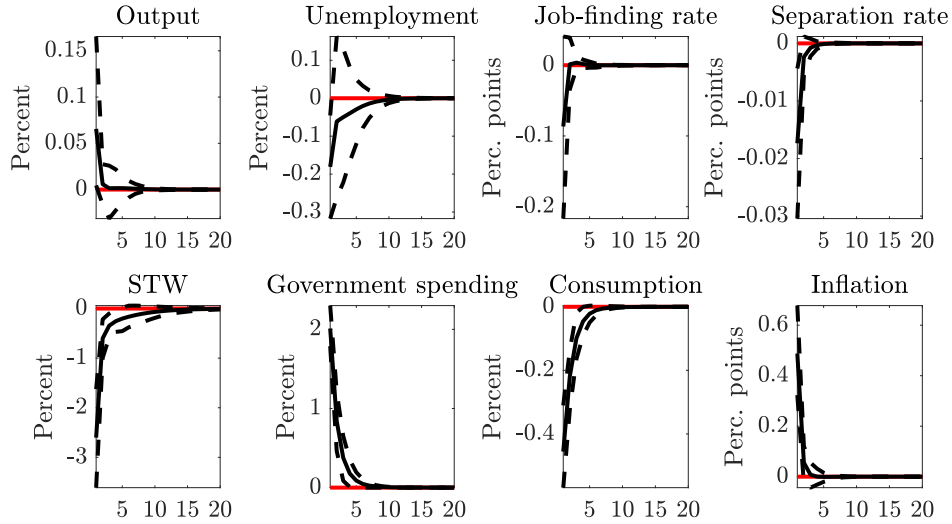 Output
Percent
0.15
0.1
0.05
0
5 10 15 20
Unemployment
Percent
0.1
0
-0.1
-0.2
-0.3
5 10 15 20
Job-finding rate
Perc. points
0
-0.1
-0.2
5 10 15 20
Separation rate
Perc. points
0
-0.01
-0.02
-0.03
5 10 15 20
STW
Percent
0
-1
-2
-3
5 10 15 20
Government spending
Percent
2
1
0
5 10 15 20
Consumption
Percent
0
-0.2
-0.4
5 10 15 20
Inflation
Perc. points
0.6
0.4
0.2
0
5 10 15 20